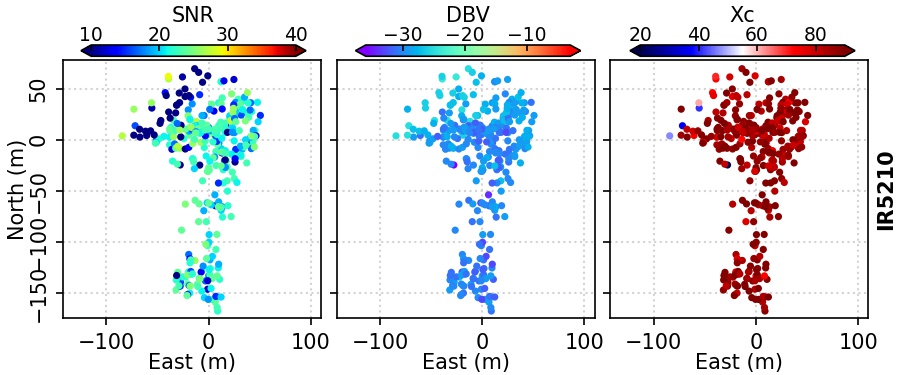 SNR DBV Xc
10 20 30 40 −30 −20 −10 20 40 60 80
50
0
−50
−100
−150
North (m)
IR5210
−100 0 100 −100 0 100 −100 0 100
East (m) East (m) East (m)